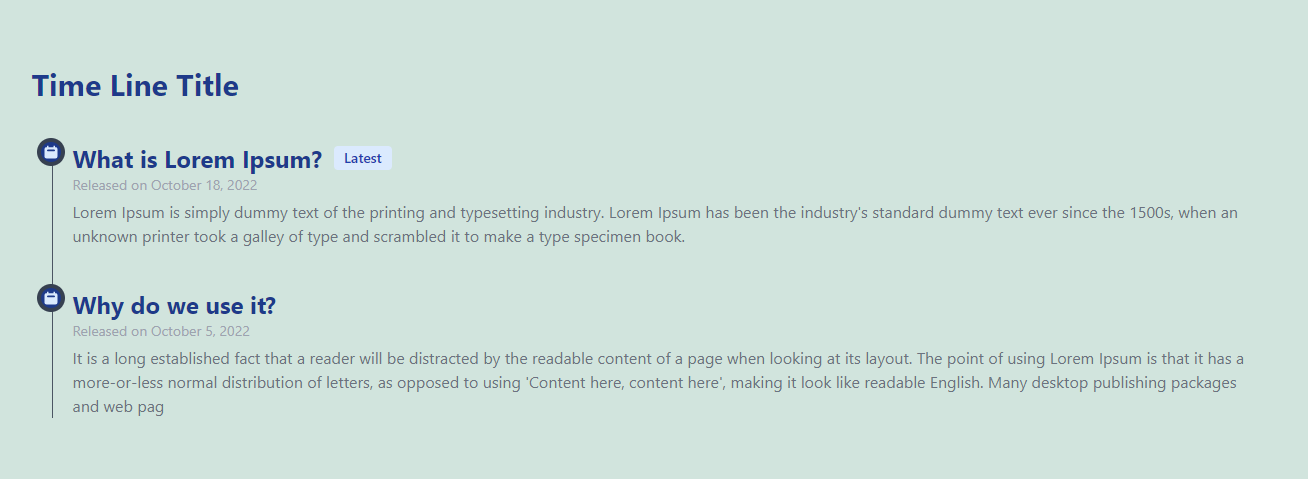 Time Line Title
What is Lorem Ipsum? Latest
Released on October 18, 2022
Lorem Ipsum is simply dummy text of the printing and typesetting industry. Lorem Ipsum has been the industry's standard dummy text ever since the 1500s, when an
unknown printer took a galley of type and scrambled it to make a type specimen book.
Why do we use it?
Released on October 5, 2022
It is a long established fact that a reader will be distracted by the readable content of a page when looking at its layout. The point of using Lorem Ipsum is that it has a
more-or-less normal distribution of letters, as opposed to using 'Content here, content here', making it look like readable English. Many desktop publishing packages
and web pag